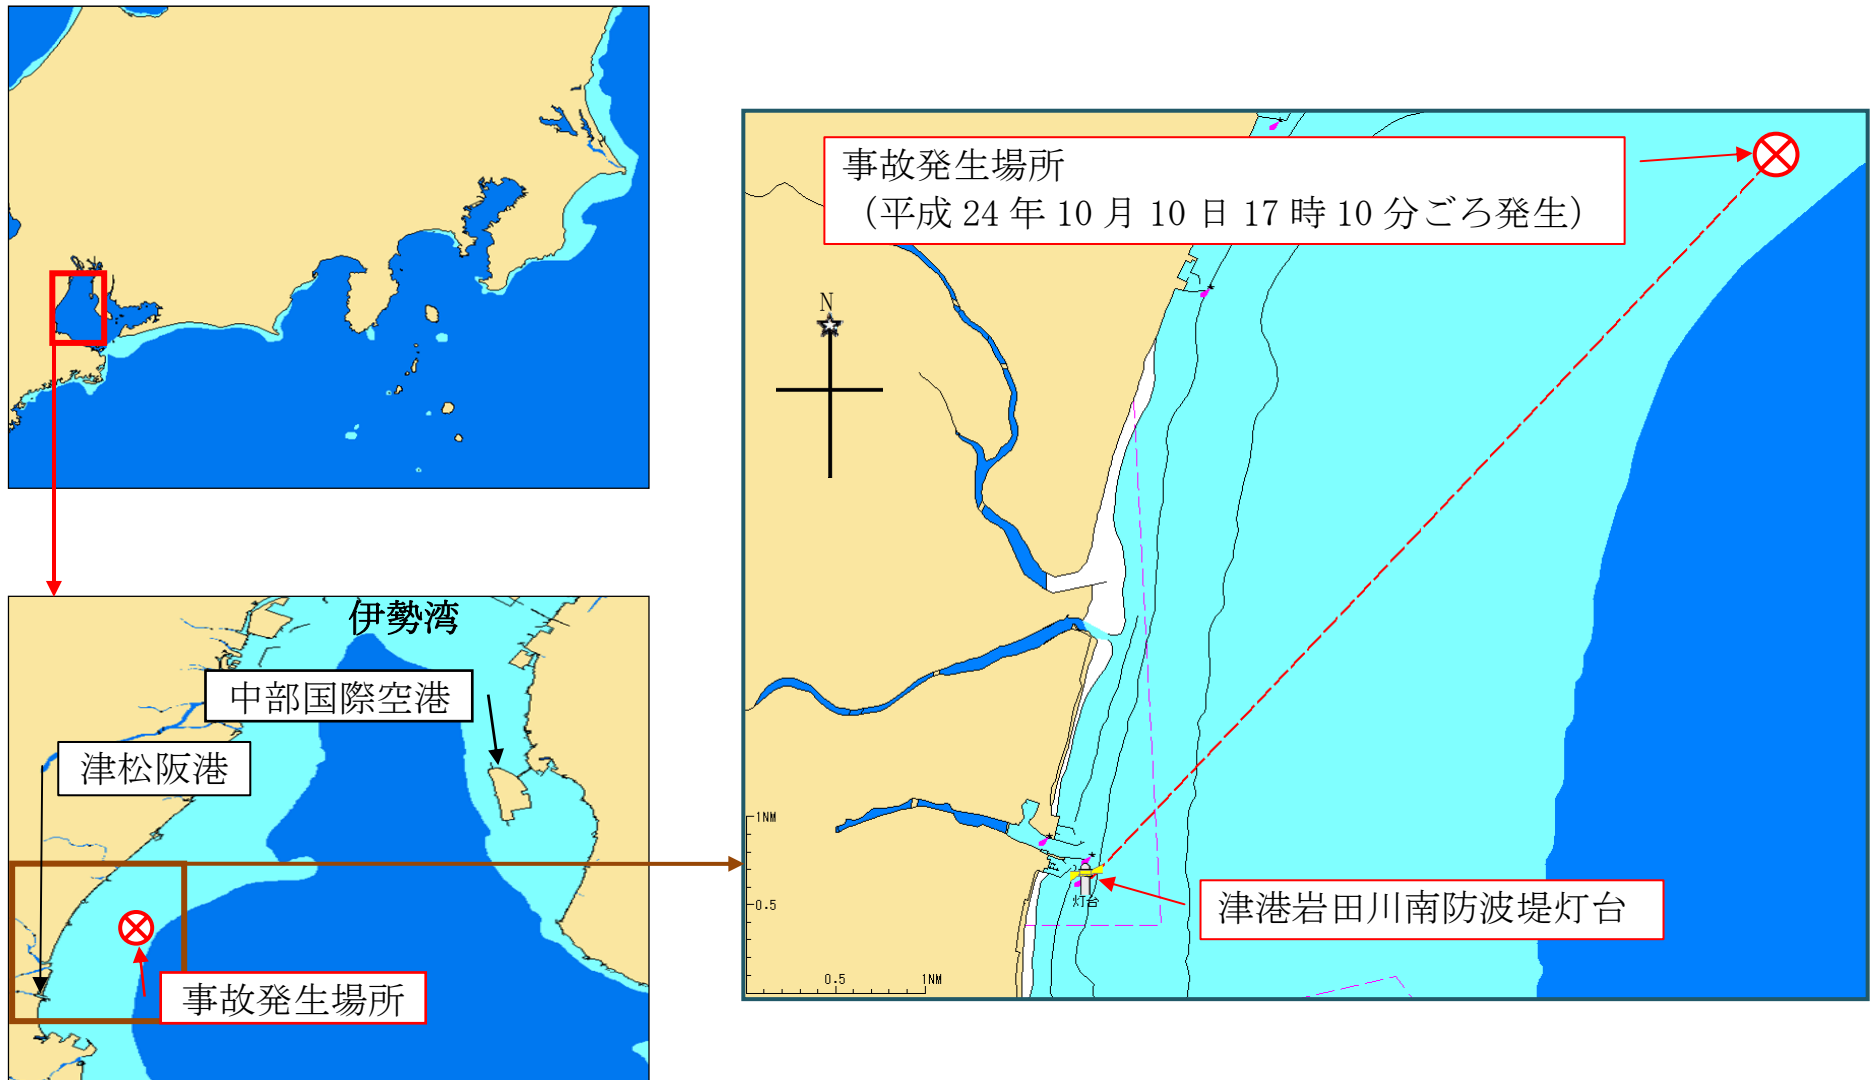 事故発生場所
（平成 24 年 10 月 10 日 17 時 10 分ごろ発生）
N
伊勢湾
中部国際空港
津松阪港
事故発生場所
1NM
0.5
灯台
津港岩田川南防波堤灯台
0.5
1NM